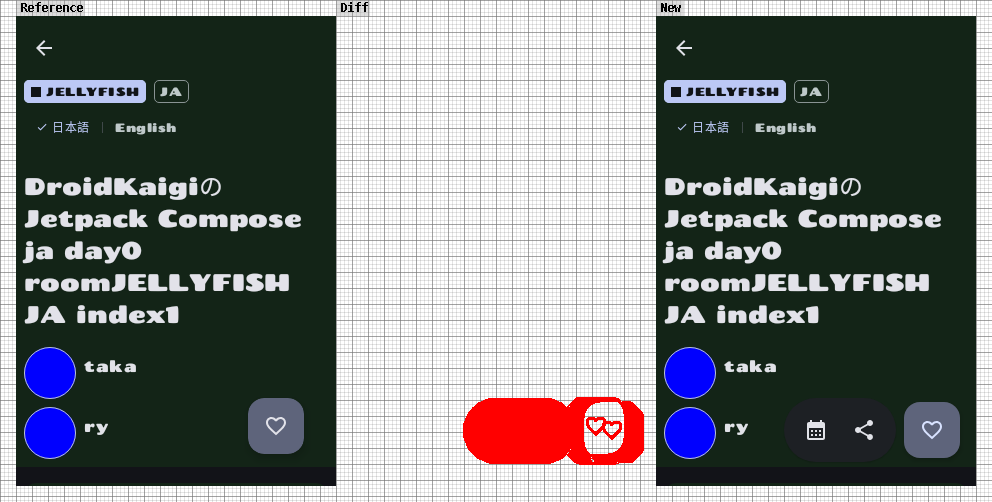 Reference
Diff
New
JELLYFISH JA
日本語 English
DroidKaigiの
Jetpack Compose
ja day0
roomJELLYFISH
JA index1
taka
ry
JELLYFISH JA
日本語 English
DroidKaigiの
Jetpack Compose
ja day0
roomJELLYFISH
JA index1
taka
ry